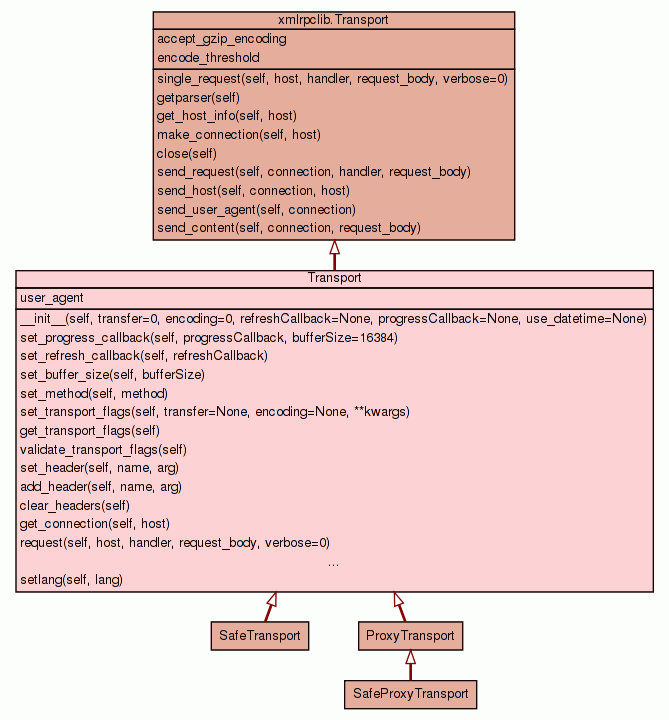 xmlrpclib.Transport
accept_gzip_encoding
encode_threshold
single_request(self, host, handler, request_body, verbose=0)
getparser(self)
get_host_info(self, host)
make_connection(self, host)
close(self)
send_request(self, connection, handler, request_body)
send_host(self, connection, host)
send_user_agent(self, connection)
send_content(self, connection, request_body)
Transport
user_agent
__init__(self, transfer=0, encoding=0, refreshCallback=None, progressCallback=None, use_datetime=None)
set_progress_callback(self, progressCallback, bufferSize=16384)
set_refresh_callback(self, refreshCallback)
set_buffer_size(self, bufferSize)
set_method(self, method)
set_transport_flags(self, transfer=None, encoding=None, **kwargs)
get_transport_flags(self)
validate_transport_flags(self)
set_header(self, name, arg)
add_header(self, name, arg)
clear_headers(self)
get_connection(self, host)
request(self, host, handler, request_body, verbose=0)
...
setlang(self, lang)
SafeTransport
ProxyTransport
SafeProxyTransport